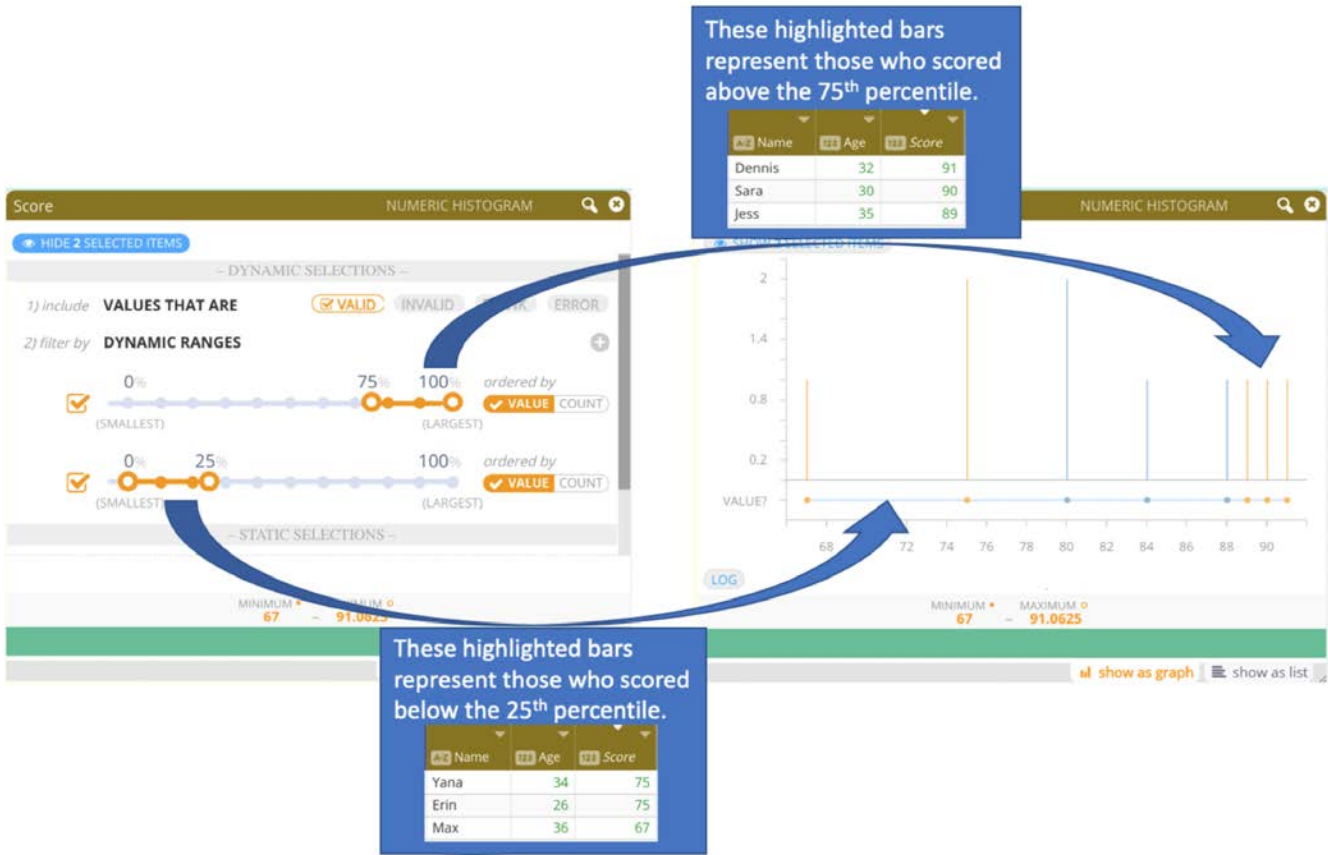 These highlighted bars
represent those who scored
above the 75th percentile.
A-Z Name 123 Age 123 Score
Dennis 32 91
Sara 30 90
Jess 35 89
Score NUMERIC HISTOGRAM
HIDE 2 SELECTED ITEMS
– DYNAMIC SELECTIONS –
1) include VALUES THAT ARE VALID INVALID ERROR
2) filter by DYNAMIC RANGES
0% 75% 100% ordered by
VALUE COUNT
(SMALLEST) (LARGEST)
0% 25% 100% ordered by
VALUE COUNT
(SMALLEST) (LARGEST)
– STATIC SELECTIONS –
MINIMUM
67 – 91.0625
NUMERIC HISTOGRAM
SELECTED ITEMS
2
1.4
0.8
0.2
VALUE?
68 72 74 76 78 80 82 84 86 88 90
LOG
MINIMUM MAXIMUM
67 – 91.0625
show as graph show as list
These highlighted bars
represent those who scored
below the 25th percentile.
A-Z Name 123 Age 123 Score
Yana 34 75
Erin 26 75
Max 36 67